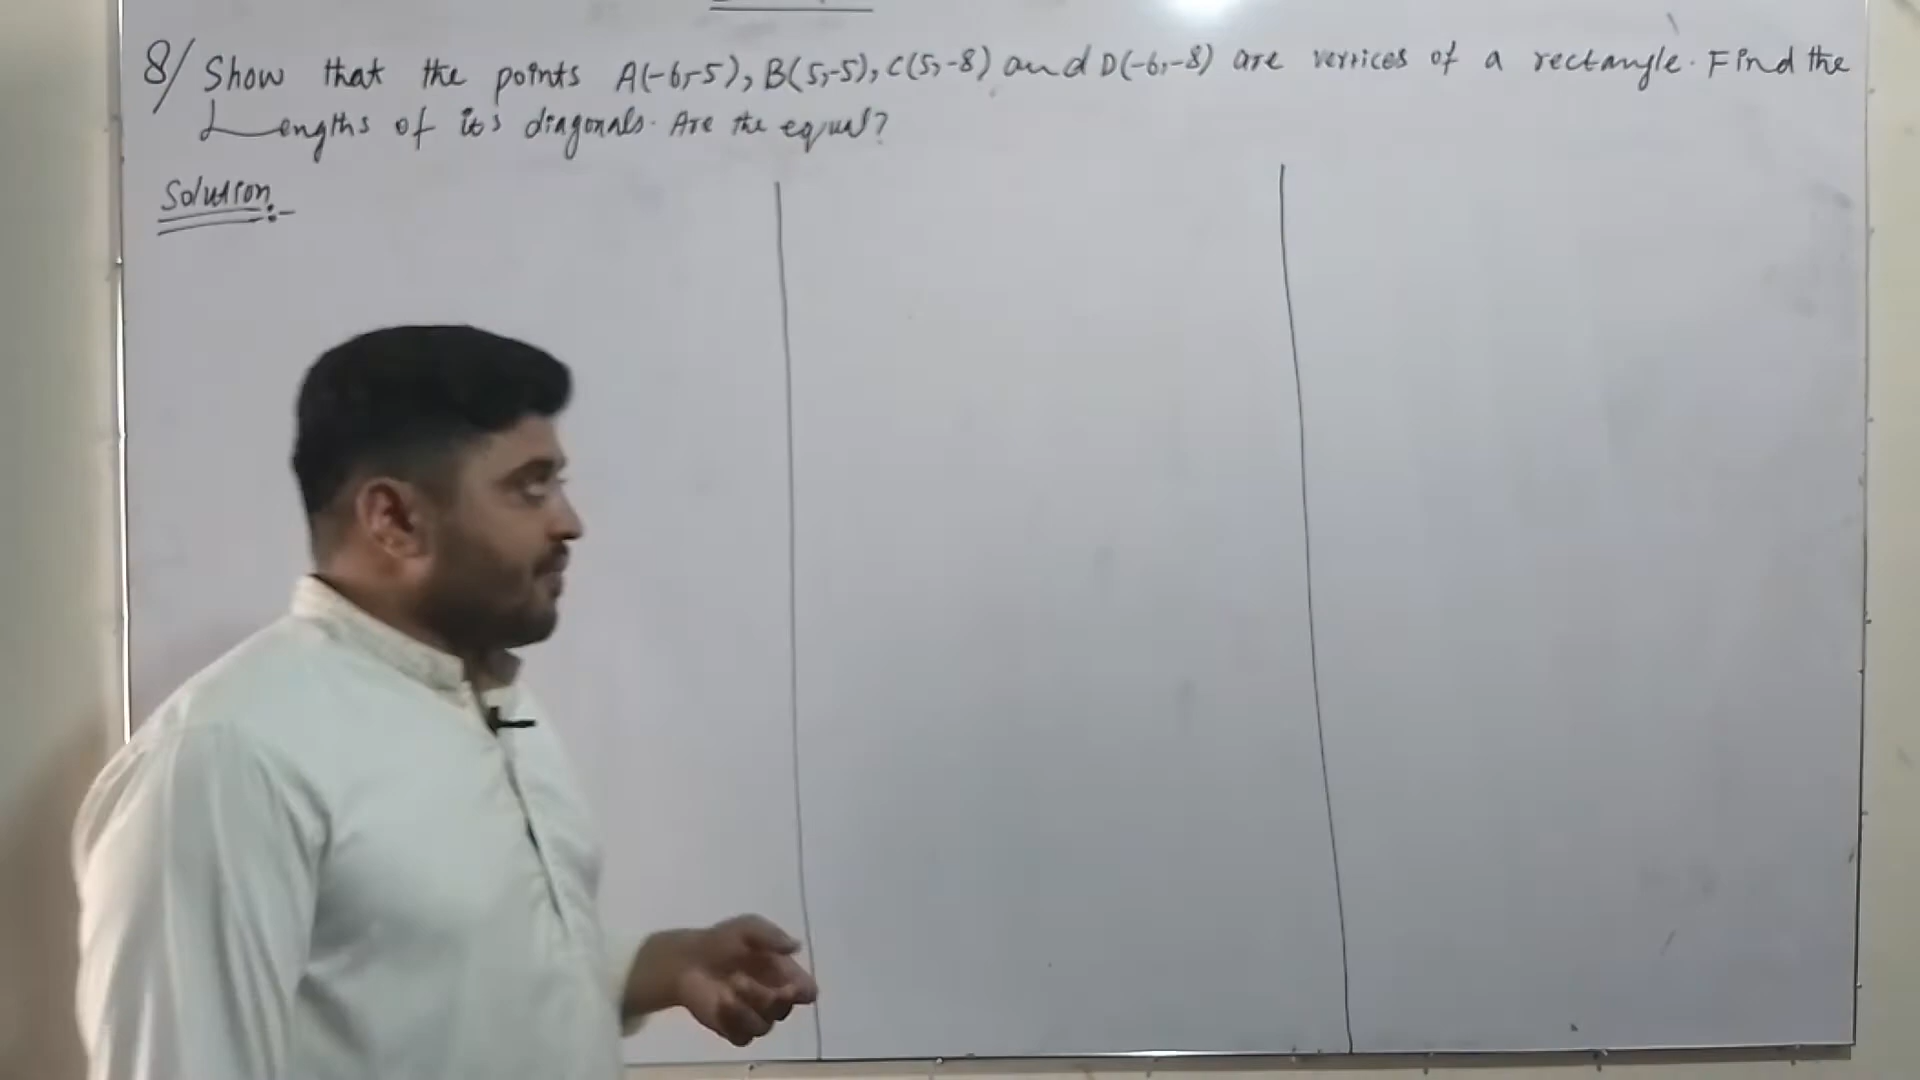 8/ Show that the points A(-6,-5), B(5,-5), C(5,-8) and D(-6,-8) are vertices of a rectangle. Find the
Lengths of its diagonals. Are the equal?
Solution:-